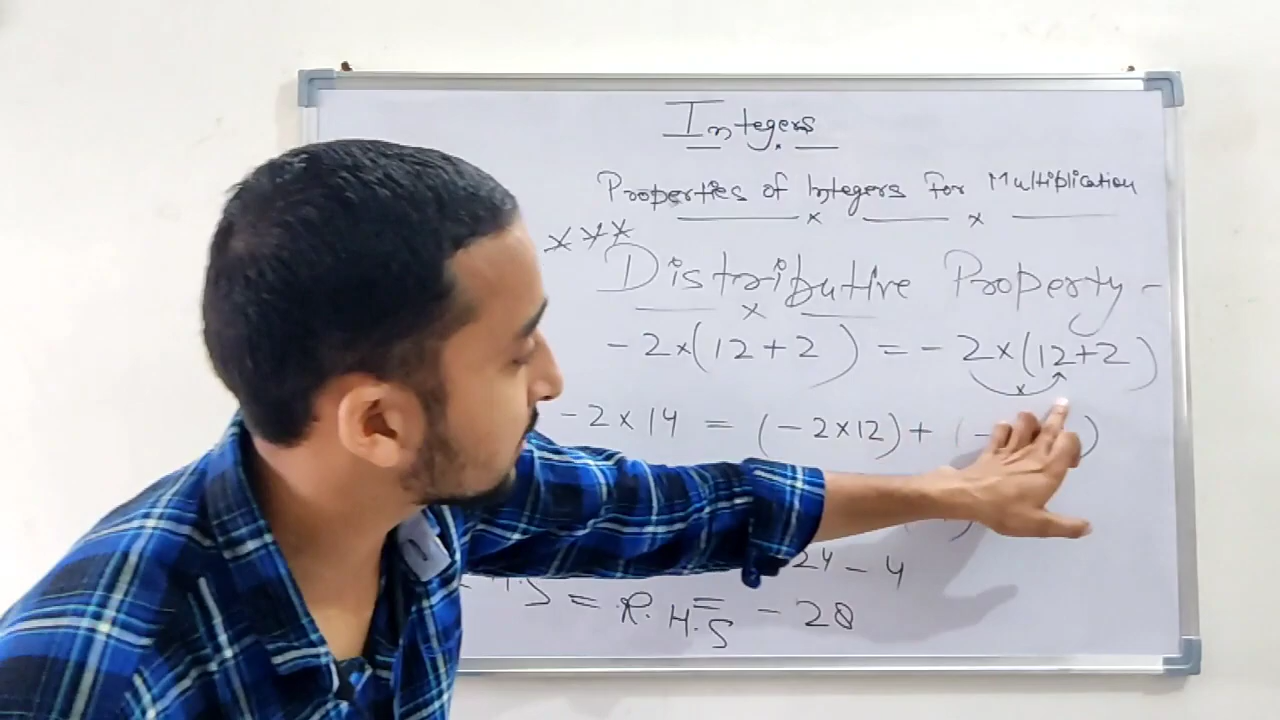 Integers
Properties of Integers for Multiplication
Distributive Property -
-2×(12+2) = -2×(12+2)
-2×14 = (-2×12)+(-
24 - 4
H.S = R.H.S = -28